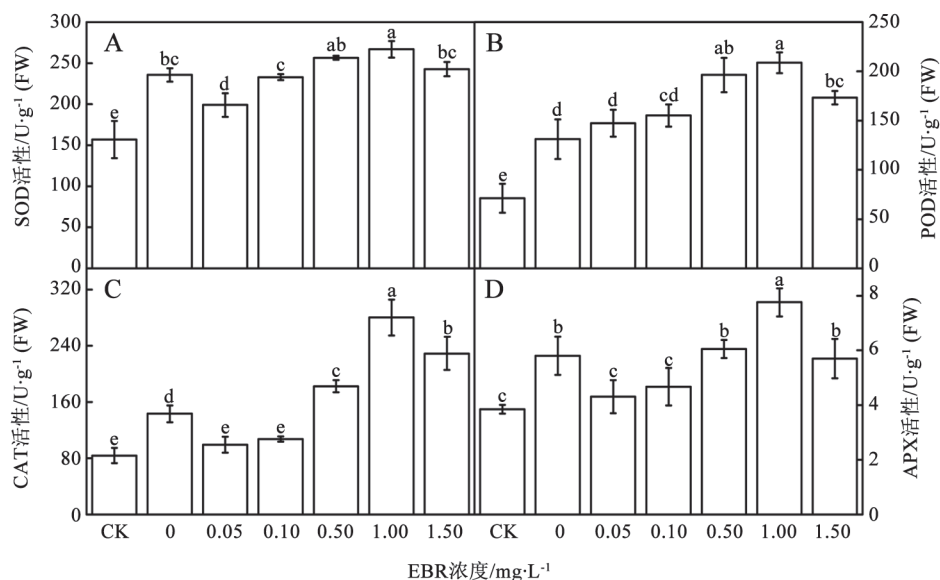 A
SOD活性/U·g⁻¹ (FW)
300
250
200
150
100
50
0
e
bc
d
c
ab
a
bc
B
POD活性/U·g⁻¹ (FW)
250
200
150
100
50
0
e
d
d
cd
ab
a
bc
C
CAT活性/U·g⁻¹ (FW)
320
240
160
80
0
e
d
e
e
b
a
b
D
APX活性/U·g⁻¹ (FW)
8
6
4
2
0
c
b
c
c
b
a
b
CK 0 0.05 0.10 0.50 1.00 1.50
CK 0 0.05 0.10 0.50 1.00 1.50
EBR浓度/mg·L⁻¹